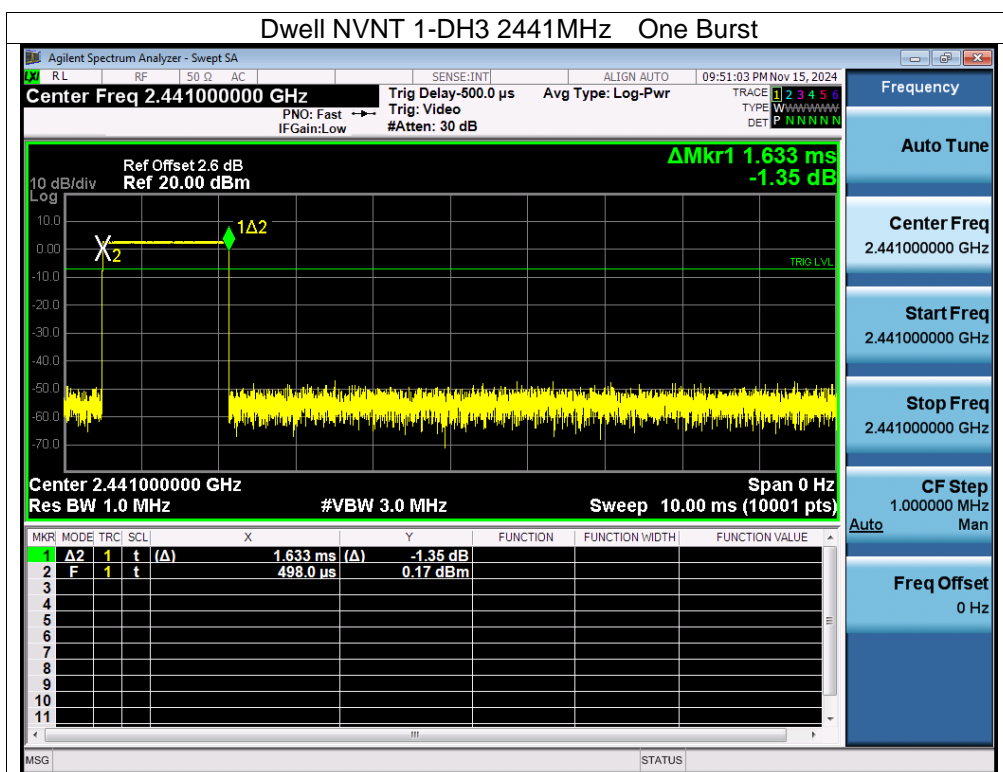 Dwell NVNT 1-DH3 2441MHz One Burst
Agilent Spectrum Analyzer - Swept SA
LXI RL RF 50 Ω AC SENSE:INT ALIGN AUTO 09:51:03 PM Nov 15, 2024
Center Freq 2.441000000 GHz Trig Delay-500.0 µs Avg Type: Log-Pwr TRACE 1 2 3 4 5 6
PNO: Fast Trig: Video TYPE WWWWWW
IFGain:Low #Atten: 30 dB DET P N N N N N
Frequency
Auto Tune
Center Freq
2.441000000 GHz
Start Freq
2.441000000 GHz
Stop Freq
2.441000000 GHz
CF Step
1.000000 MHz
Auto Man
Freq Offset
0 Hz
ΔMkr1 1.633 ms
-1.35 dB
Ref Offset 2.6 dB
10 dB/div Ref 20.00 dBm
Log
10.0
0.00
-10.0
-20.0
-30.0
-40.0
-50.0
-60.0
-70.0
1Δ2
X2
TRIG LVL
Center 2.441000000 GHz Span 0 Hz
Res BW 1.0 MHz #VBW 3.0 MHz Sweep 10.00 ms (10001 pts)
MKR MODE TRC SCL X Y FUNCTION FUNCTION WIDTH FUNCTION VALUE
1 Δ2 1 t (Δ) 1.633 ms (Δ) -1.35 dB
2 F 1 t 498.0 µs 0.17 dBm
3
4
5
6
7
8
9
10
11
MSG STATUS